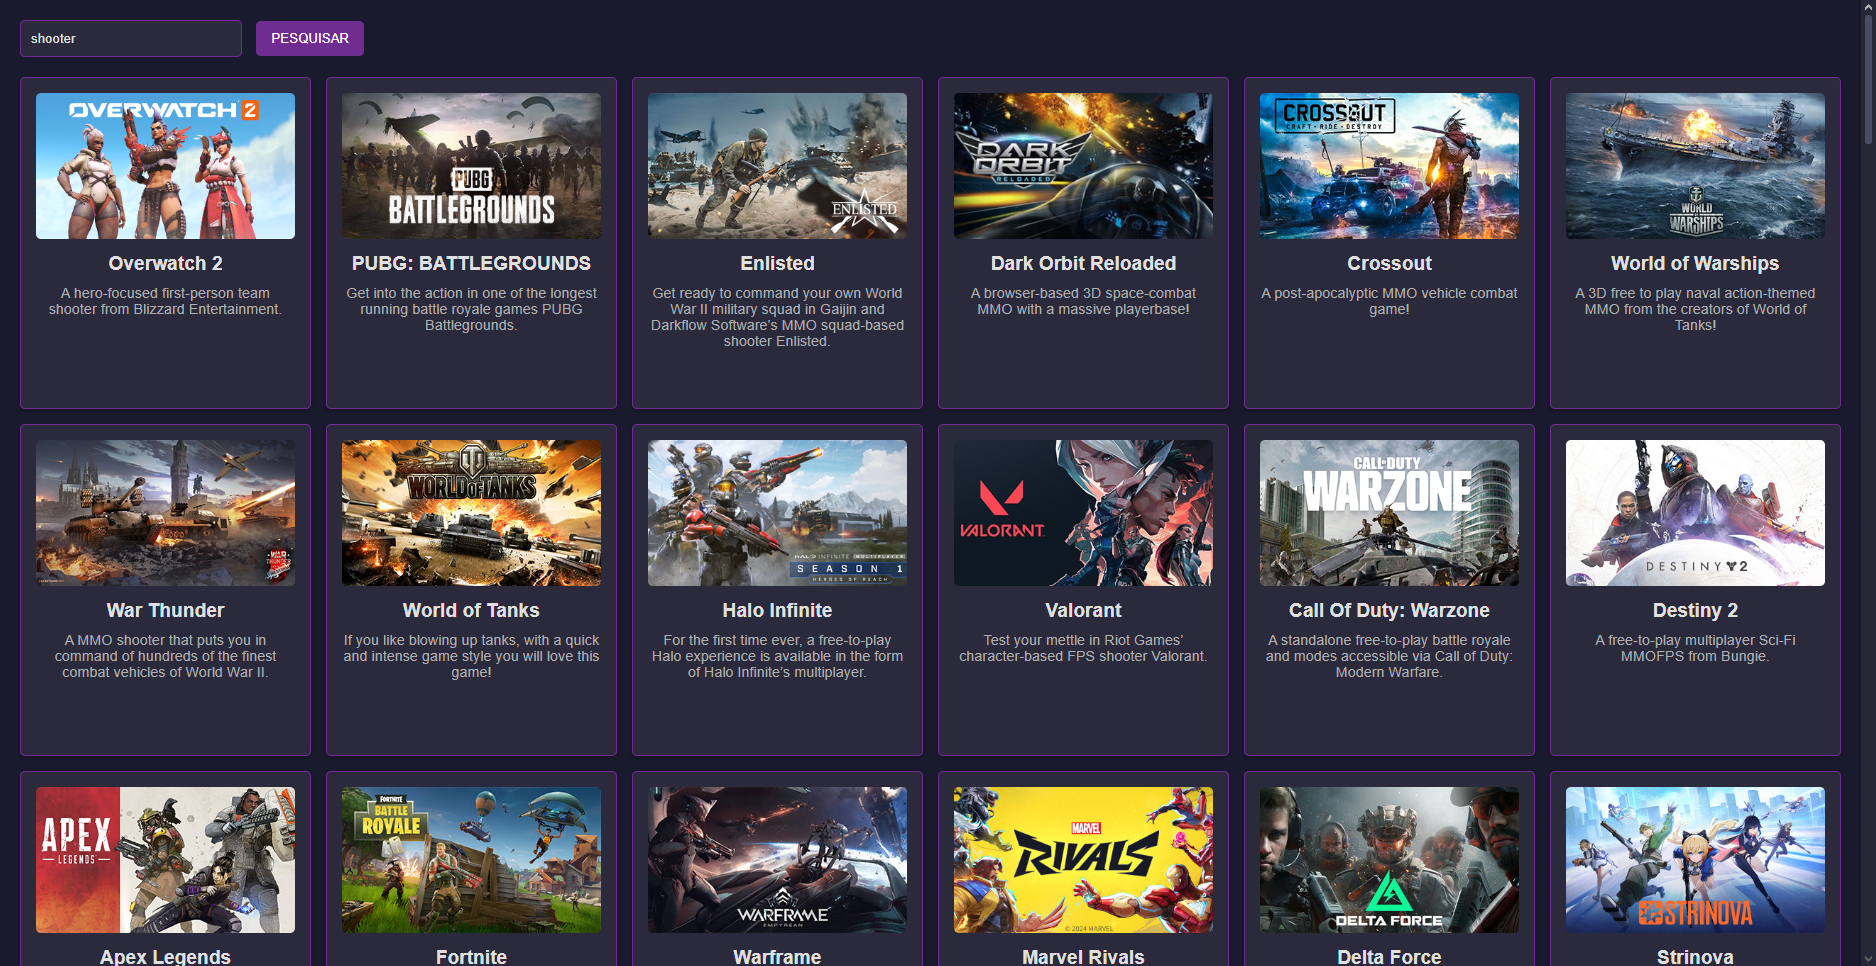 shooter
PESQUISAR
OVERWATCH 2
PUBG
BATTLEGROUNDS
ENLISTED
DARK
ORBIT
RELOADED
CROSSOUT
CRAFT • RIDE • DESTROY
WORLD
OF
WARSHIPS
Overwatch 2
A hero-focused first-person team
shooter from Blizzard Entertainment.
PUBG: BATTLEGROUNDS
Get into the action in one of the longest
running battle royale games PUBG
Battlegrounds.
Enlisted
Get ready to command your own World
War II military squad in Gaijin and
Darkflow Software’s MMO squad-based
shooter Enlisted.
Dark Orbit Reloaded
A browser-based 3D space-combat
MMO with a massive playerbase!
Crossout
A post-apocalyptic MMO vehicle combat
game!
World of Warships
A 3D free to play naval action-themed
MMO from the creators of World of
Tanks!
WAR
THUNDER
WORLD OF TANKS
HALO INFINITE MULTIPLAYER
SEASON 1
HEROES OF REACH
VALORANT
CALL OF DUTY
WARZONE
DESTINY 2
War Thunder
A MMO shooter that puts you in
command of hundreds of the finest
combat vehicles of World War II.
World of Tanks
If you like blowing up tanks, with a quick
and intense game style you will love this
game!
Halo Infinite
For the first time ever, a free-to-play
Halo experience is available in the form
of Halo Infinite’s multiplayer.
Valorant
Test your mettle in Riot Games’
character-based FPS shooter Valorant.
Call Of Duty: Warzone
A standalone free-to-play battle royale
and modes accessible via Call of Duty:
Modern Warfare.
Destiny 2
A free-to-play multiplayer Sci-Fi
MMOFPS from Bungie.
APEX
LEGENDS
FORTNITE
BATTLE
ROYALE
WARFRAME
EMPYREAN
MARVEL
RIVALS
© 2024 MARVEL
DELTA FORCE
STRINOVA
Apex Legends
Fortnite
Warframe
Marvel Rivals
Delta Force
Strinova